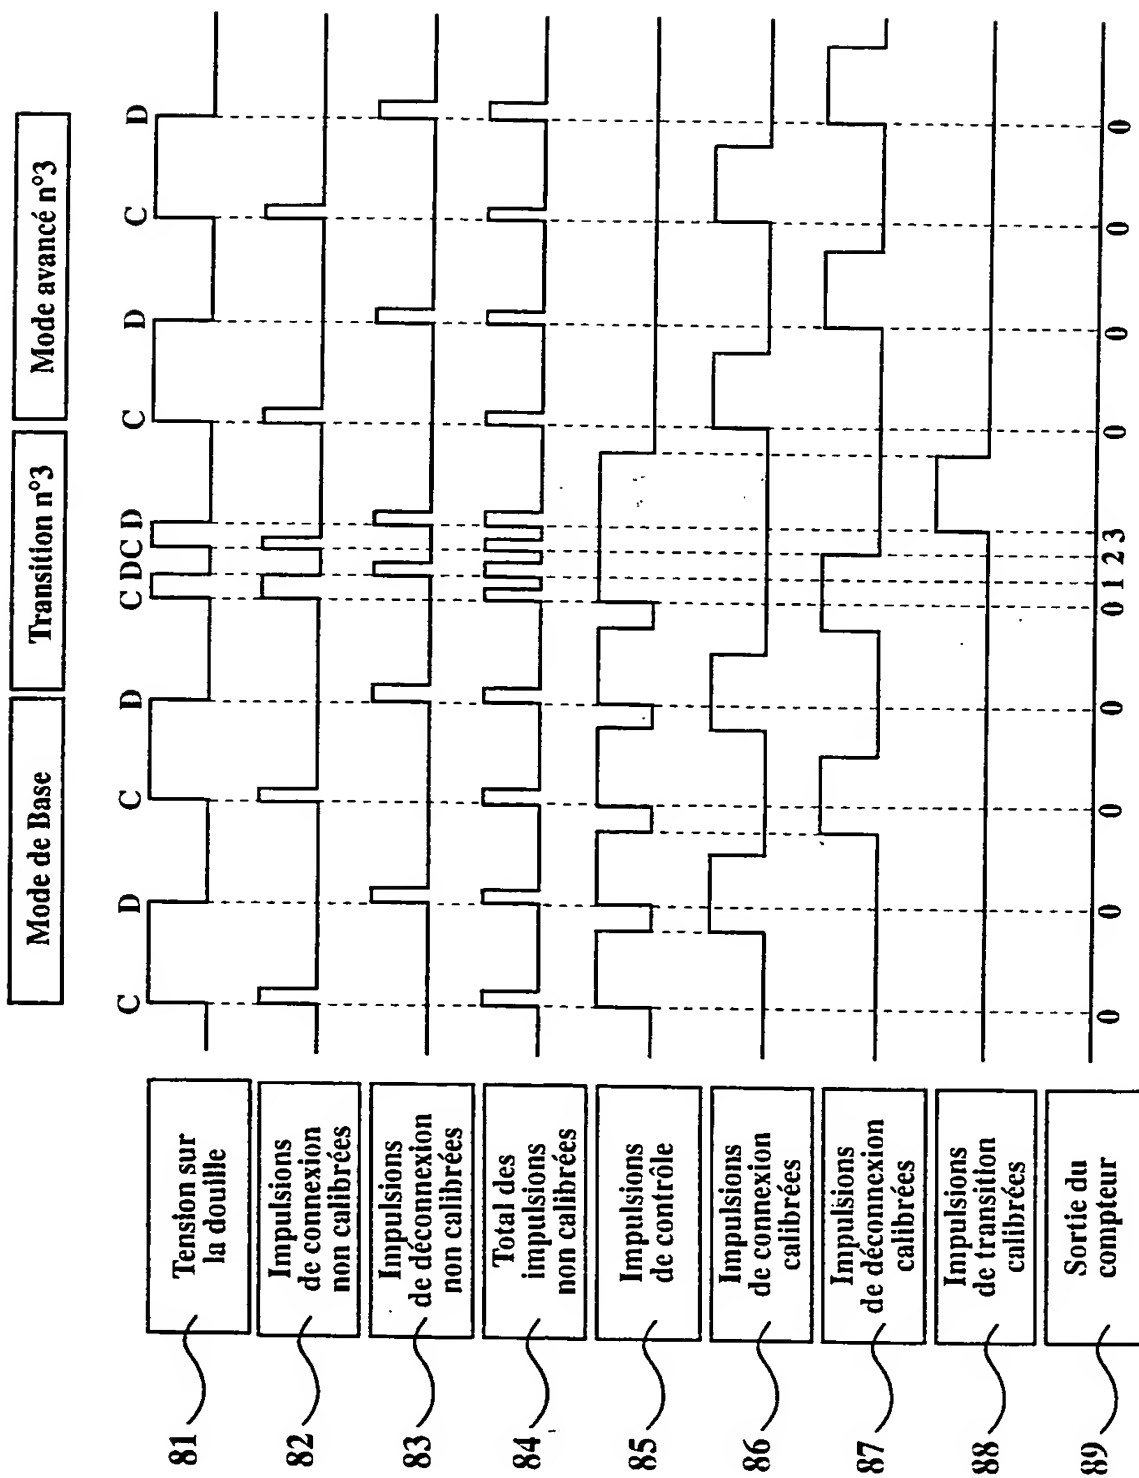 Mode de Base
Transition n°3
Mode avancé n°3
C D C D C D C D C D C D
81
Tension sur
la douille
82
Impulsions
de connexion
non calibrées
83
Impulsions
de déconnexion
non calibrées
84
Total des
impulsions
non calibrées
85
Impulsions
de contrôle
86
Impulsions
de connexion
calibrées
87
Impulsions
de déconnexion
calibrées
88
Impulsions
de transition
calibrées
89
Sortie du
compteur
0 0 0 0 0 1 2 3 0 0 0 0